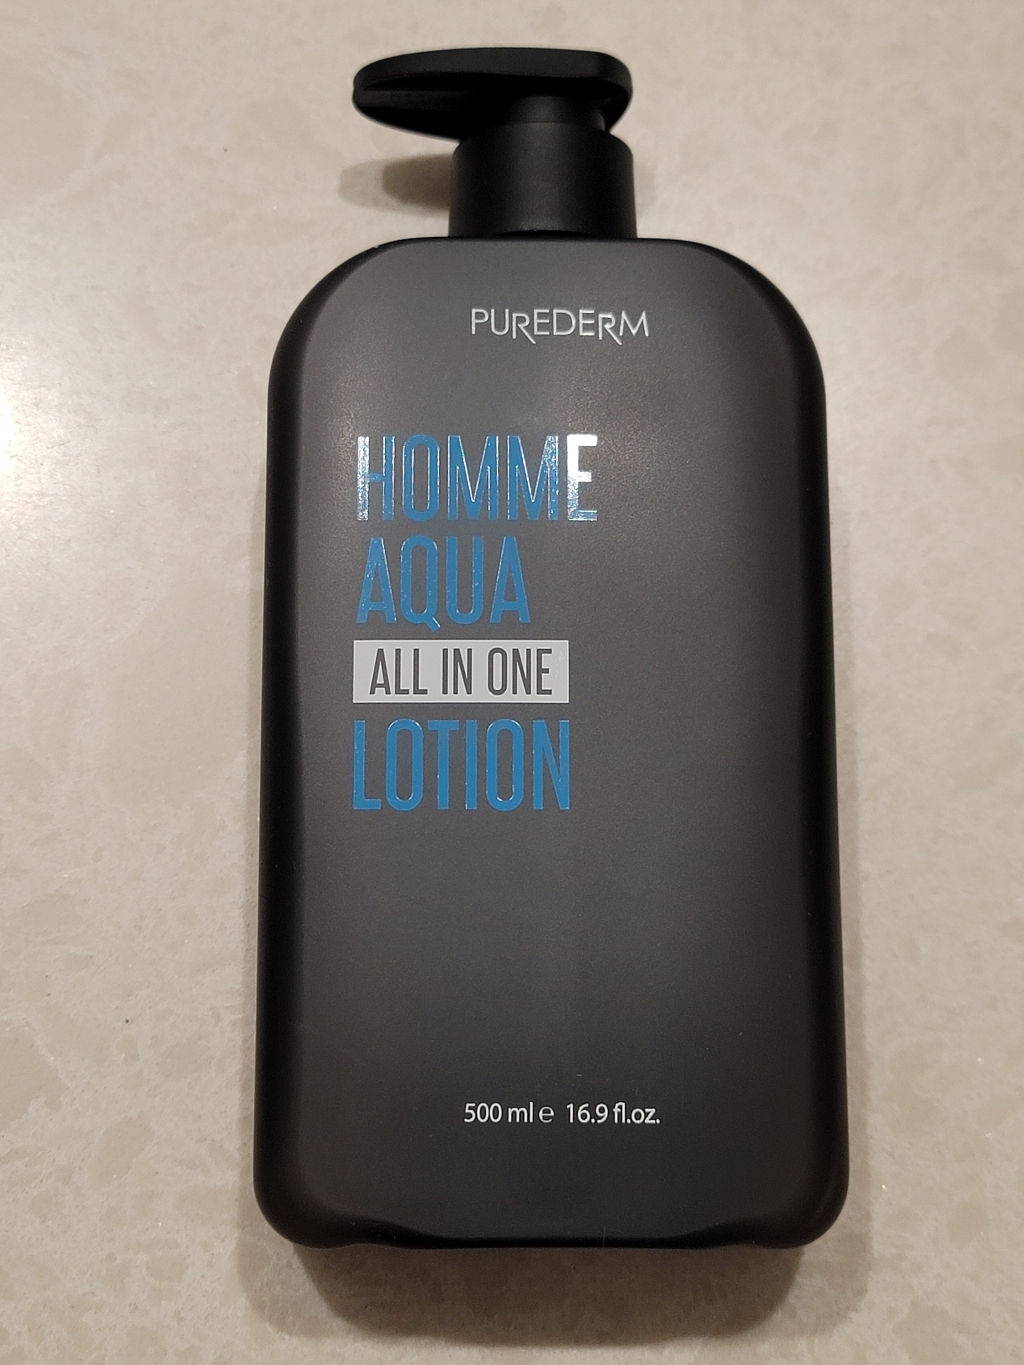 PUREDERM
HOMME
AQUA
ALL IN ONE
LOTION
500 ml ℮ 16.9 fl.oz.